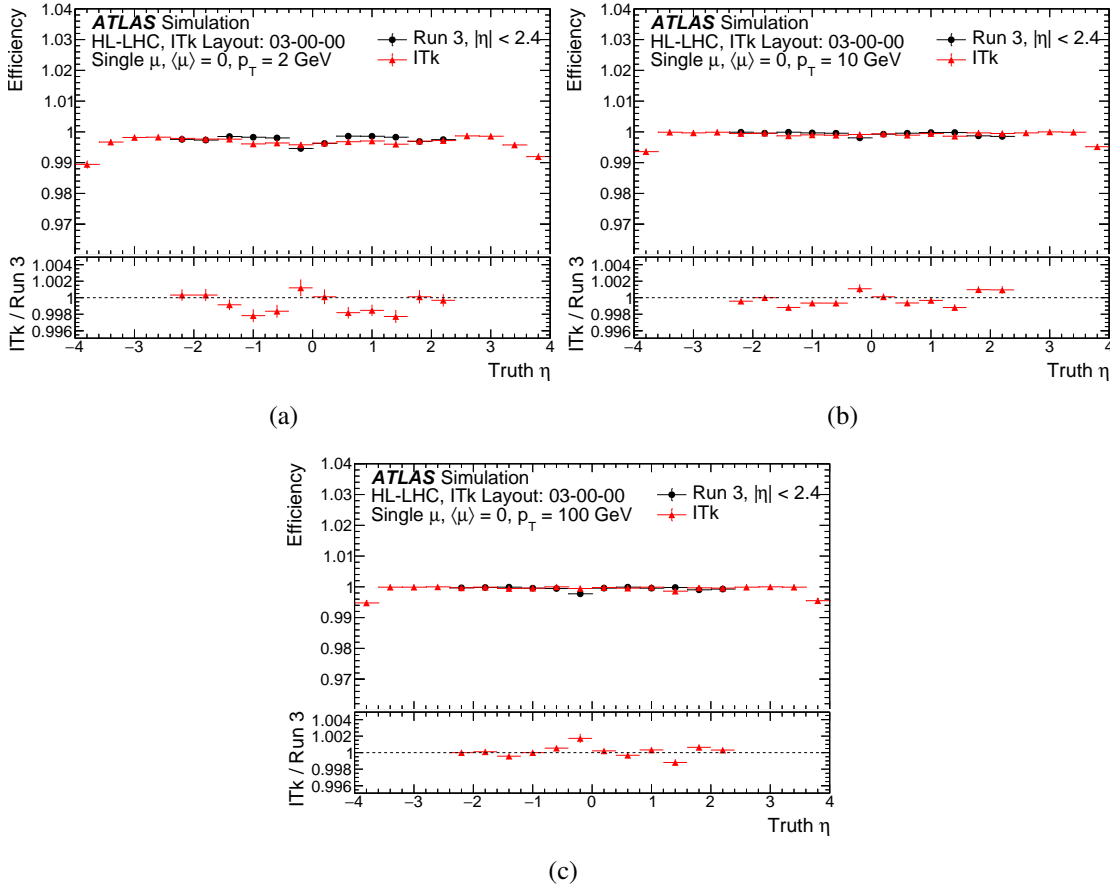 ATLAS Simulation
HL-LHC, ITk Layout: 03-00-00
Single μ, ⟨μ⟩ = 0, p_T = 2 GeV
Run 3, |η| < 2.4
ITk
Efficiency
1.04
1.03
1.02
1.01
1
0.99
0.98
0.97
ITk / Run 3
1.004
1.002
1
0.998
0.996
−4 −3 −2 −1 0 1 2 3 4
Truth η
(a)
ATLAS Simulation
HL-LHC, ITk Layout: 03-00-00
Single μ, ⟨μ⟩ = 0, p_T = 10 GeV
Run 3, |η| < 2.4
ITk
Efficiency
1.04
1.03
1.02
1.01
1
0.99
0.98
0.97
ITk / Run 3
1.004
1.002
1
0.998
0.996
−4 −3 −2 −1 0 1 2 3 4
Truth η
(b)
ATLAS Simulation
HL-LHC, ITk Layout: 03-00-00
Single μ, ⟨μ⟩ = 0, p_T = 100 GeV
Run 3, |η| < 2.4
ITk
Efficiency
1.04
1.03
1.02
1.01
1
0.99
0.98
0.97
ITk / Run 3
1.004
1.002
1
0.998
0.996
−4 −3 −2 −1 0 1 2 3 4
Truth η
(c)